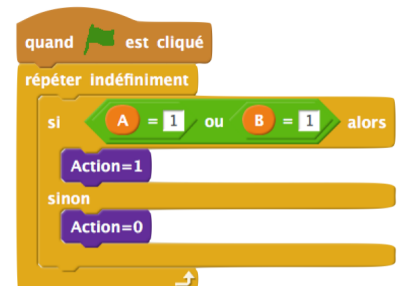 quand est cliqué
répéter indéfiniment
si A = 1 ou B = 1 alors
Action=1
sinon
Action=0